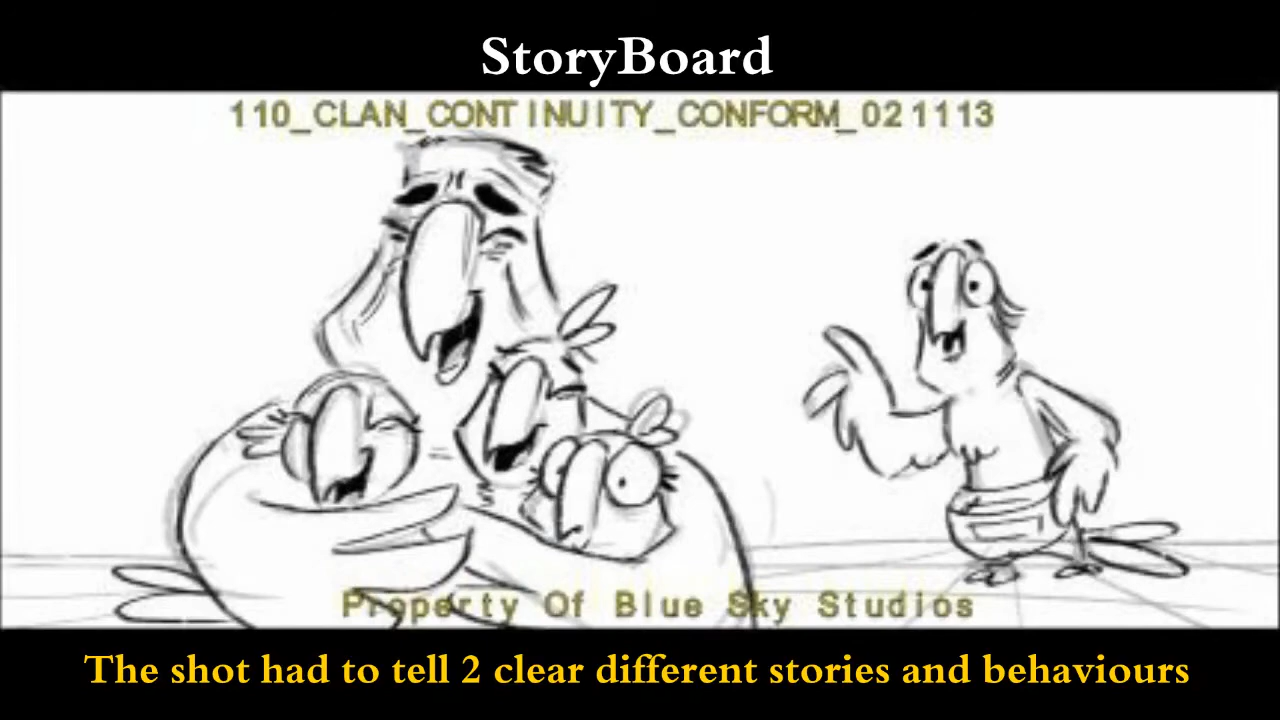 StoryBoard
110_CLAN_CONTINUITY_CONFORM_021113
Property Of Blue Sky Studios
The shot had to tell 2 clear different stories and behaviours